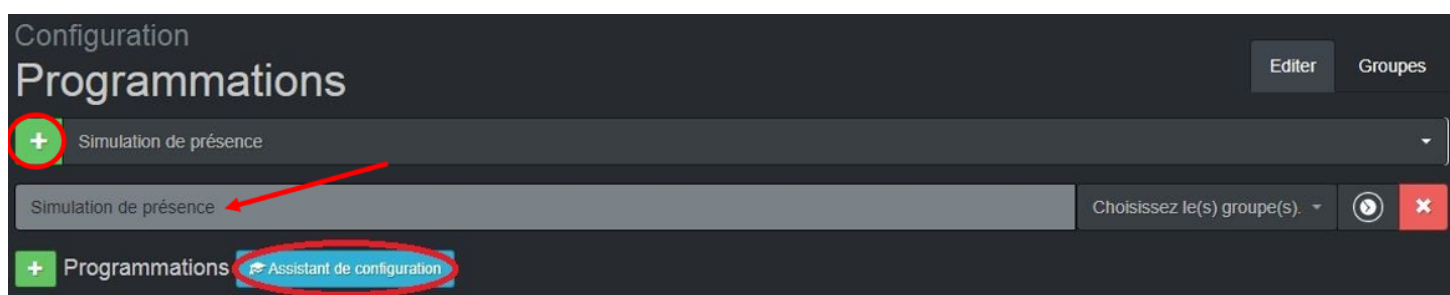 Configuration
Programmations
Editer
Groupes
Simulation de présence
Simulation de présence
Choisissez le(s) groupe(s).
Programmations
Assistant de configuration